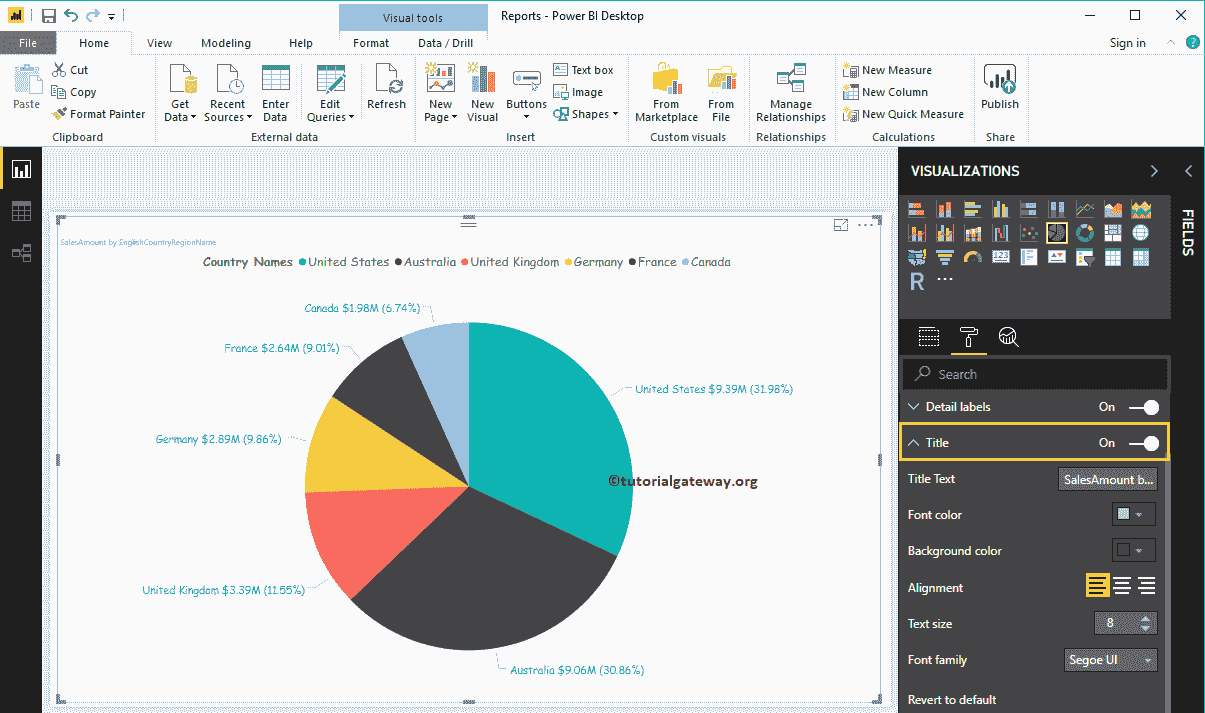 Visual tools
Reports - Power BI Desktop
File Home View Modeling Help Format Data / Drill Sign in ?
Paste
Cut
Copy
Format Painter
Clipboard
Get Data
Recent Sources
Enter Data
Edit Queries
External data
Refresh
New Page
New Visual
Buttons
Text box
Image
Shapes
Insert
From Marketplace
From File
Custom visuals
Manage Relationships
Relationships
New Measure
New Column
New Quick Measure
Calculations
Publish
Share
SalesAmount by EnglishCountryRegionName
Country Names United States Australia United Kingdom Germany France Canada
Canada $1.98M (6.74%)
France $2.64M (9.01%)
United States $9.39M (31.98%)
Germany $2.89M (9.86%)
©tutorialgateway.org
United Kingdom $3.39M (11.55%)
Australia $9.06M (30.86%)
VISUALIZATIONS
FIELDS
123
R ...
Search
Detail labels On
Title On
Title Text SalesAmount b...
Font color
Background color
Alignment
Text size 8
Font family Segoe UI
Revert to default